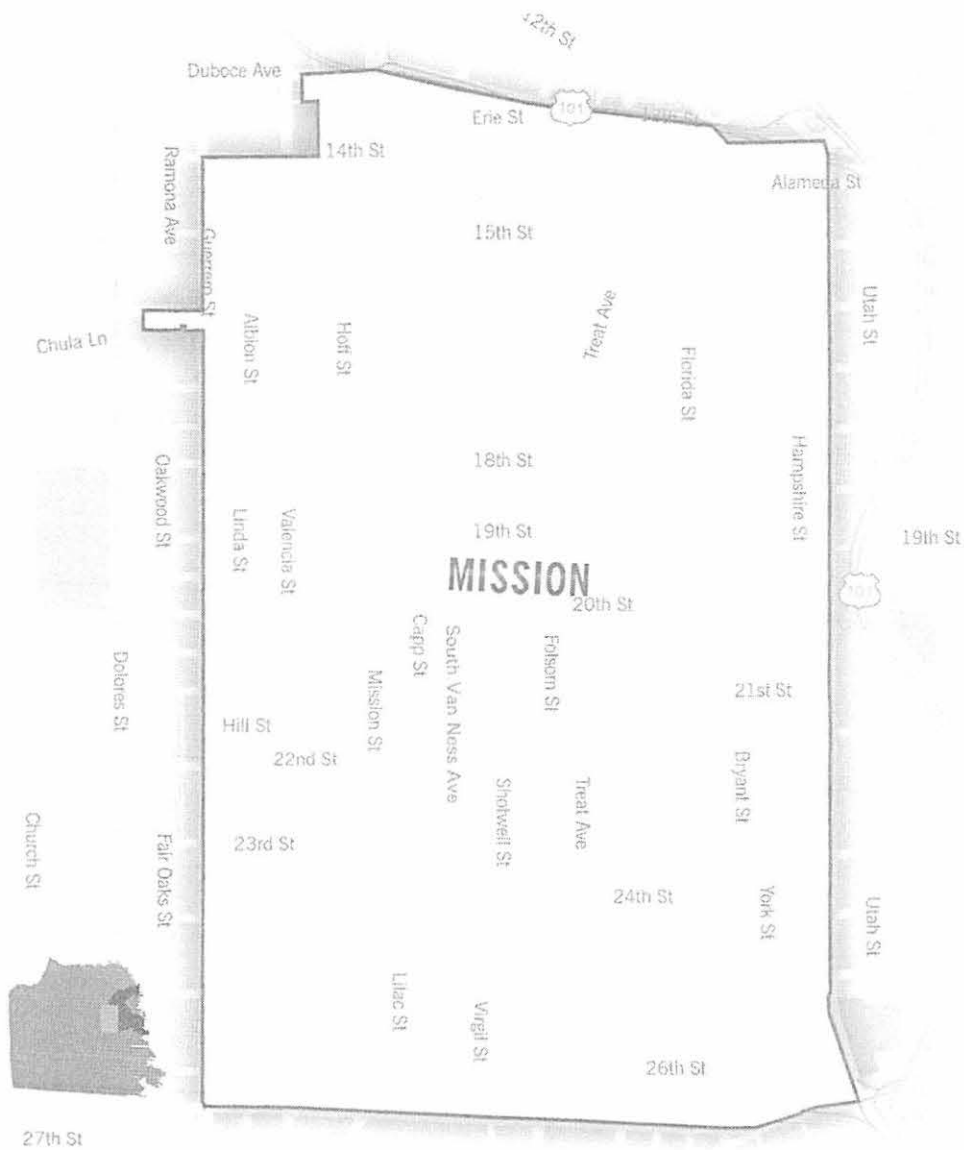 12th St
Duboce Ave
Erie St
101
14th St
Ramona Ave
Alameda St
15th St
Guerrero St
Utah St
Treat Ave
Albion St
Hoff St
Chula Ln
Florida St
18th St
Hampshire St
Oakwood St
Linda St
Valencia St
19th St
19th St
MISSION
101
20th St
Capp St
South Van Ness Ave
Folsom St
Dolores St
Mission St
21st St
Hill St
22nd St
Bryant St
Shotwell St
Treat Ave
Church St
23rd St
Fair Oaks St
24th St
York St
Utah St
Lilac St
Virgil St
26th St
27th St